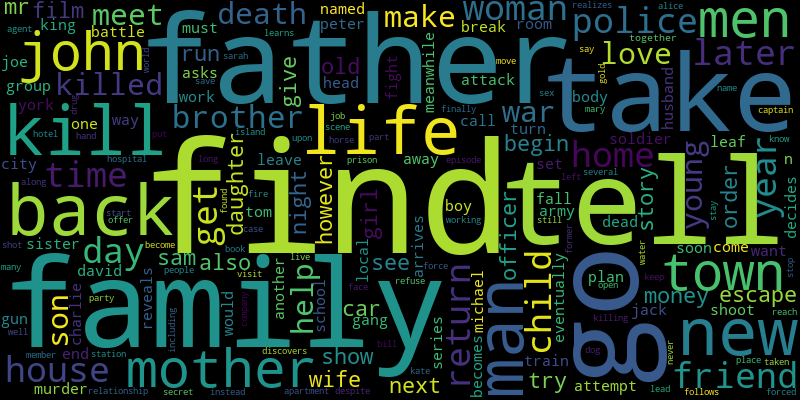 mr
film
meet
death
named
peter
make
woman
break
room
police
men
realizes
alice
together
john
king
battle
must
run
learns
world
agent
father
joe
group
killed
asks
sarah
save
work
give
old
head
meanwhile
fight
attack
move
say
gold
love
later
husband
take
kill
york
drug
one
way
hand
brother
life
war
call
turn
job
scene
finally
sex
body
mary
soldier
captain
name
know
city
hotel
hospital
put
island
upon
horse
part
begin
home
young
leaf
n
year
time
daughter
leave
away
prison
episode
set
left
several
decides
back
find
tell
get
night
however
girl
boy
fall
army
dead
story
order
along
start
offer
found
long
fire
case
tom
working
still
former
water
stay
stop
sister
shot
become
book
day
sam
also
help
local
see
arrives
officer
eventually
soon
come
want
many
david
people
visit
live
school
force
plan
open
keep
town
family
son
charlie
reveals
would
another
car
face
refuse
return
michael
man
child
go
money
escape
reach
gun
well
party
including
company
gang
bill
series
jack
shoot
killing
dog
never
new
house
end
member
station
mother
discovers
show
becomes
train
try
attempt
place
taken
friend
murder
relationship
secret
instead
apartment
despite
wife
kate
next
lead
follows
forced